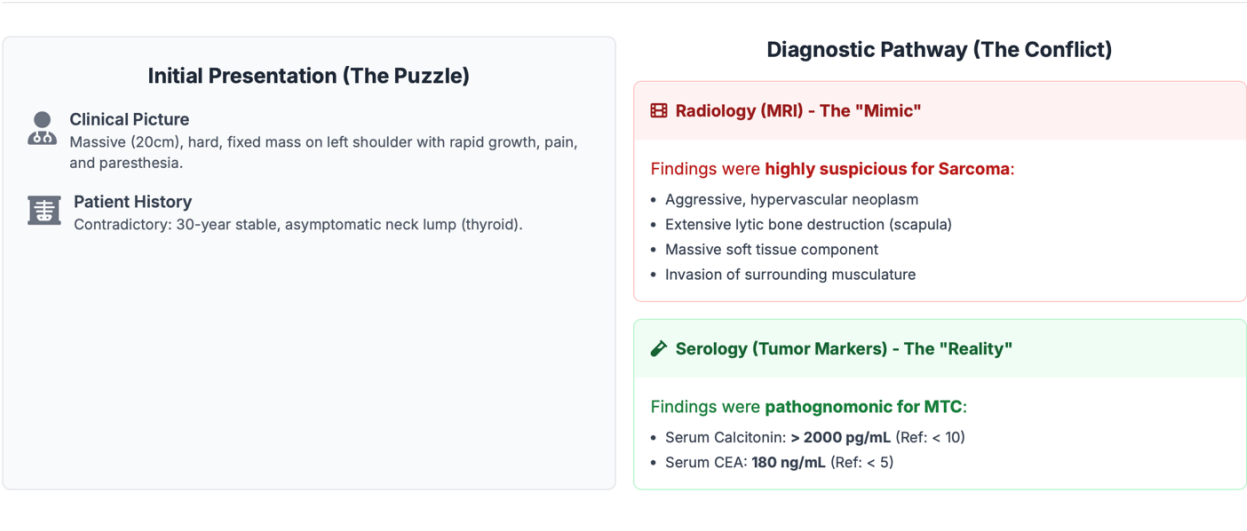 Initial Presentation (The Puzzle)
Clinical Picture
Massive (20cm), hard, fixed mass on left shoulder with rapid growth, pain,
and paresthesia.
Patient History
Contradictory: 30-year stable, asymptomatic neck lump (thyroid).
Diagnostic Pathway (The Conflict)
Radiology (MRI) - The "Mimic"
Findings were highly suspicious for Sarcoma:
• Aggressive, hypervascular neoplasm
• Extensive lytic bone destruction (scapula)
• Massive soft tissue component
• Invasion of surrounding musculature
Serology (Tumor Markers) - The "Reality"
Findings were pathognomonic for MTC:
• Serum Calcitonin: > 2000 pg/mL (Ref: < 10)
• Serum CEA: 180 ng/mL (Ref: < 5)